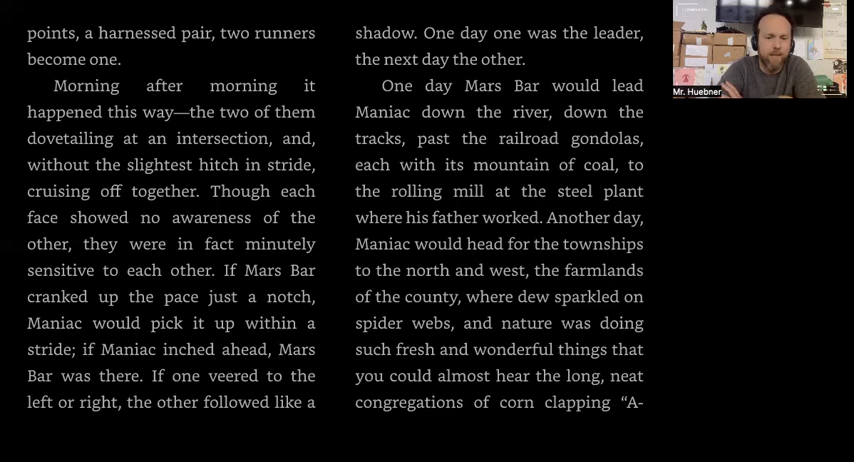 points, a harnessed pair, two runners
become one.
Morning after morning it
happened this way—the two of them
dovetailing at an intersection, and,
without the slightest hitch in stride,
cruising off together. Though each
face showed no awareness of the
other, they were in fact minutely
sensitive to each other. If Mars Bar
cranked up the pace just a notch,
Maniac would pick it up within a
stride; if Maniac inched ahead, Mars
Bar was there. If one veered to the
left or right, the other followed like a
shadow. One day one was the leader,
the next day the other.
One day Mars Bar would lead
Maniac down the river, down the
tracks, past the railroad gondolas,
each with its mountain of coal, to
the rolling mill at the steel plant
where his father worked. Another day,
Maniac would head for the townships
to the north and west, the farmlands
of the county, where dew sparkled on
spider webs, and nature was doing
such fresh and wonderful things that
you could almost hear the long, neat
congregations of corn clapping “A-
Mr. Huebner